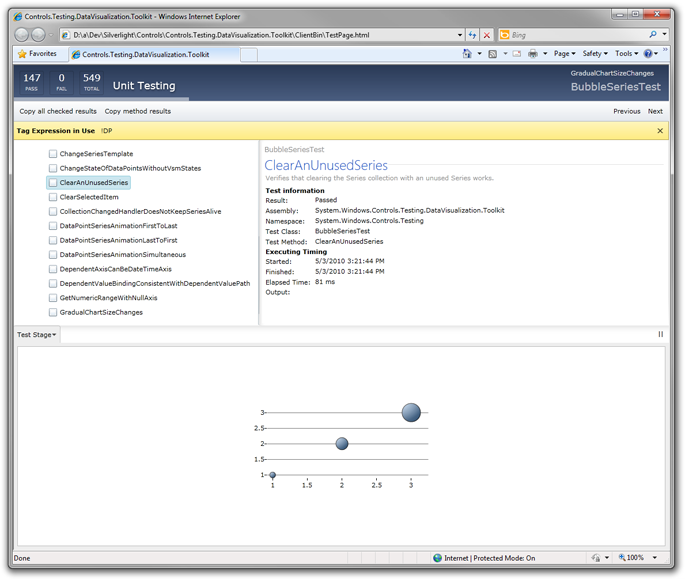 Controls.Testing.DataVisualization.Toolkit - Windows Internet Explorer
D:\a\Dev\Silverlight\Controls\Controls.Testing.DataVisualization.Toolkit\ClientBin\TestPage.html
Bing
Favorites
Controls.Testing.DataVisualization.Toolkit
Page Safety Tools
147 0 549
PASS FAIL TOTAL
Unit Testing
GradualChartSizeChanges
BubbleSeriesTest
Copy all checked results Copy method results Previous Next
Tag Expression in Use !DP
ChangeSeriesTemplate
ChangeStateOfDataPointsWithoutVsmStates
ClearAnUnusedSeries
ClearSelectedItem
CollectionChangedHandlerDoesNotKeepSeriesAlive
DataPointSeriesAnimationFirstToLast
DataPointSeriesAnimationLastToFirst
DataPointSeriesAnimationSimultaneous
DependentAxisCanBeDateTimeAxis
DependentValueBindingConsistentWithDependentValuePath
GetNumericRangeWithNullAxis
GradualChartSizeChanges
BubbleSeriesTest
ClearAnUnusedSeries
Verifies that clearing the Series collection with an unused Series works.
Test information
Result: Passed
Assembly: System.Windows.Controls.Testing.DataVisualization.Toolkit
Namespace: System.Windows.Controls.Testing
Test Class: BubbleSeriesTest
Test Method: ClearAnUnusedSeries
Executing Timing
Started: 5/3/2010 3:21:44 PM
Finished: 5/3/2010 3:21:44 PM
Elapsed Time: 81 ms
Output:
Test Stage
3
2.5
2
1.5
1
1 1.5 2 2.5 3
Done Internet | Protected Mode: On 100%